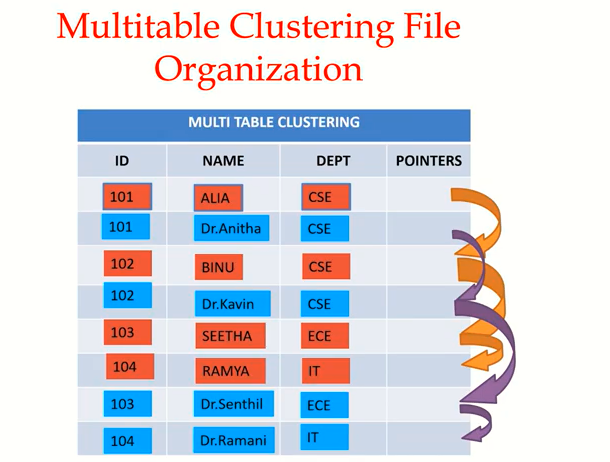 Multitable Clustering File
Organization
MULTI TABLE CLUSTERING
ID NAME DEPT POINTERS
101 ALIA CSE
101 Dr.Anitha CSE
102 BINU CSE
102 Dr.Kavin CSE
103 SEETHA ECE
104 RAMYA IT
103 Dr.Senthil ECE
104 Dr.Ramani IT